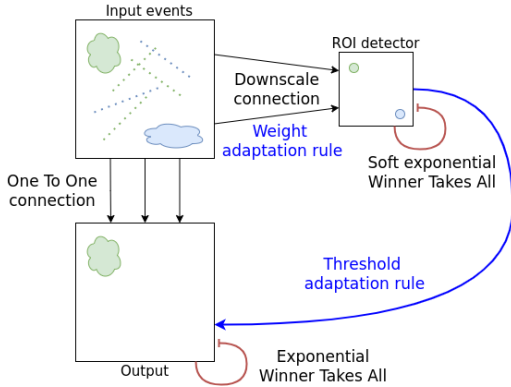 Input events
ROI detector
Downscale
connection
Weight
adaptation rule
Soft exponential
Winner Takes All
One To One
connection
Threshold
adaptation rule
Output
Exponential
Winner Takes All